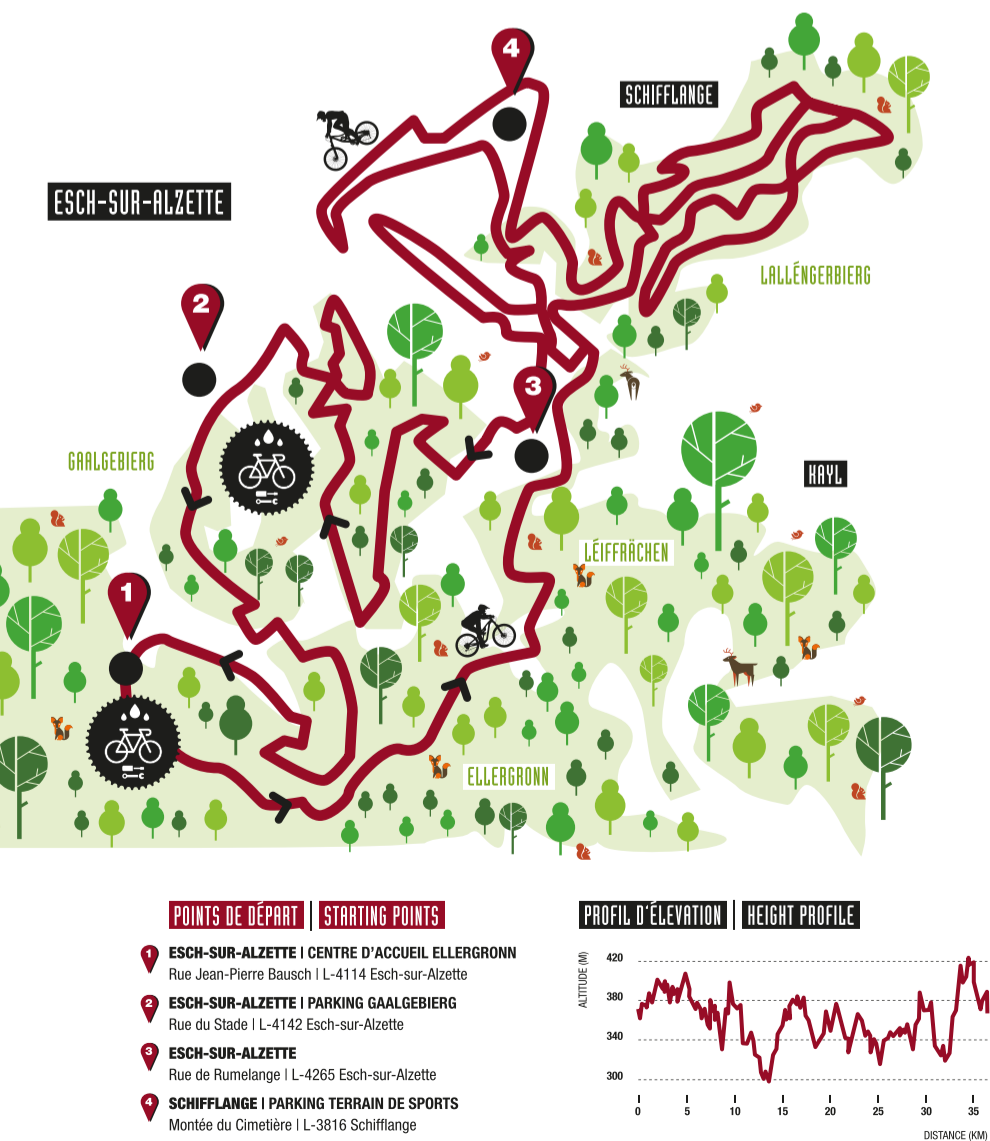 4
SCHIFFLANGE
ESCH-SUR-ALZETTE
LALLÉNGERBIERG
2
3
GAALGEBIERG
KAYL
LÉIFFRÄCHEN
1
ELLERGRONN
POINTS DE DÉPART | STARTING POINTS
1 ESCH-SUR-ALZETTE | CENTRE D'ACCUEIL ELLERGRONN
Rue Jean-Pierre Bausch | L-4114 Esch-sur-Alzette
2 ESCH-SUR-ALZETTE | PARKING GAALGEBIERG
Rue du Stade | L-4142 Esch-sur-Alzette
3 ESCH-SUR-ALZETTE
Rue de Rumelange | L-4265 Esch-sur-Alzette
4 SCHIFFLANGE | PARKING TERRAIN DE SPORTS
Montée du Cimetière | L-3816 Schifflange
PROFIL D'ÉLEVATION | HEIGHT PROFILE
ALTITUDE (M)
420
380
340
300
0 5 10 15 20 25 30 35
DISTANCE (KM)